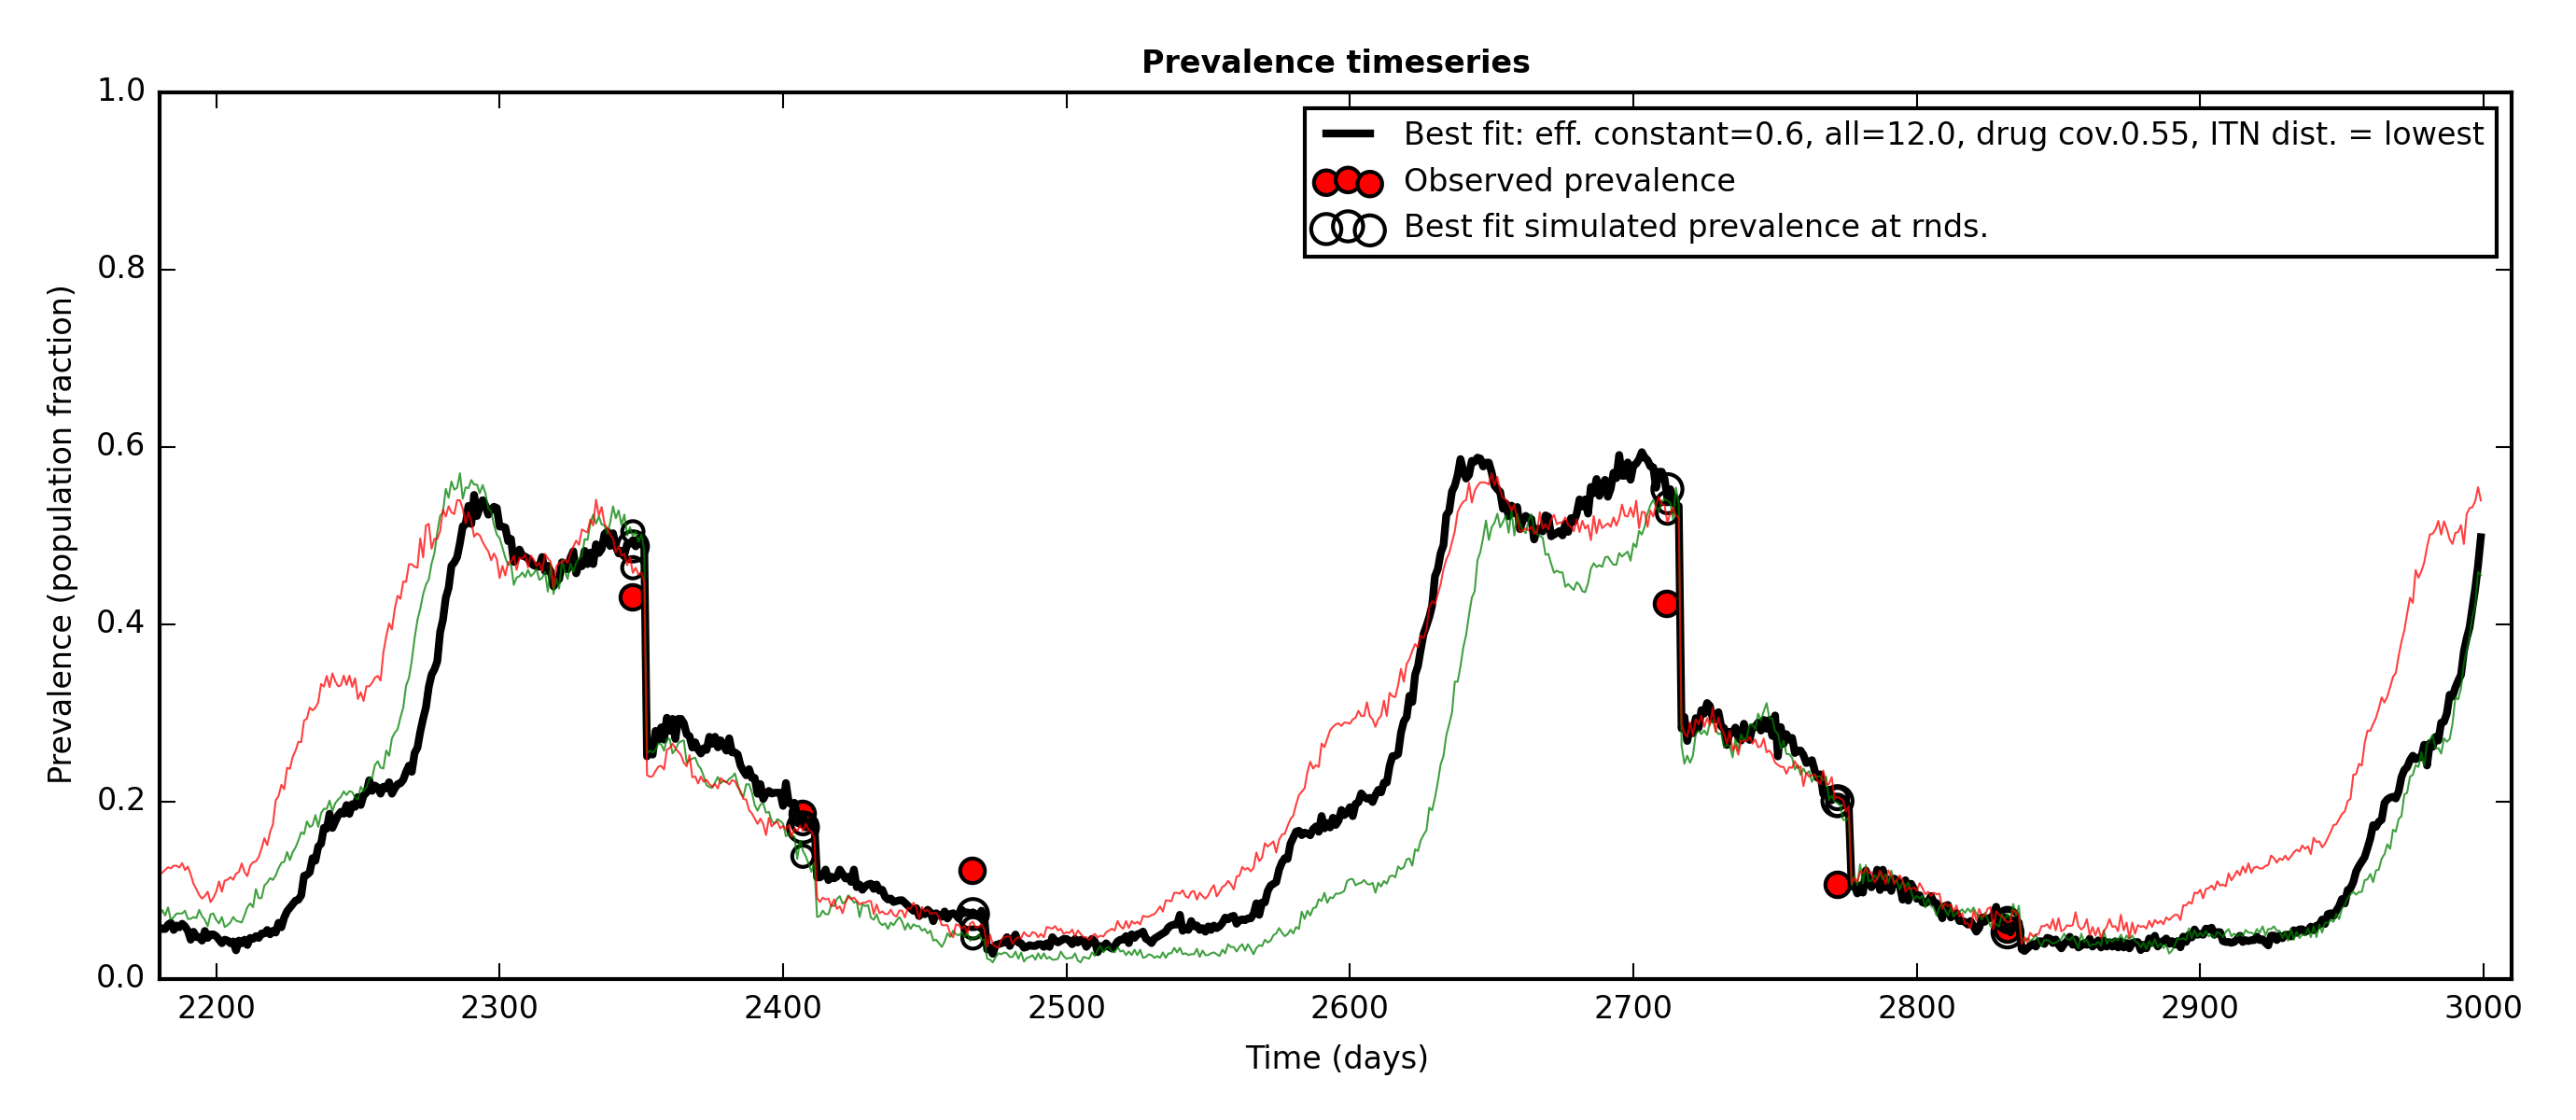 Prevalence timeseries
1.0
0.8
0.6
0.4
0.2
0.0
Prevalence (population fraction)
Best fit: eff. constant=0.6, all=12.0, drug cov.0.55, ITN dist. = lowest
Observed prevalence
Best fit simulated prevalence at rnds.
2200 2300 2400 2500 2600 2700 2800 2900 3000
Time (days)